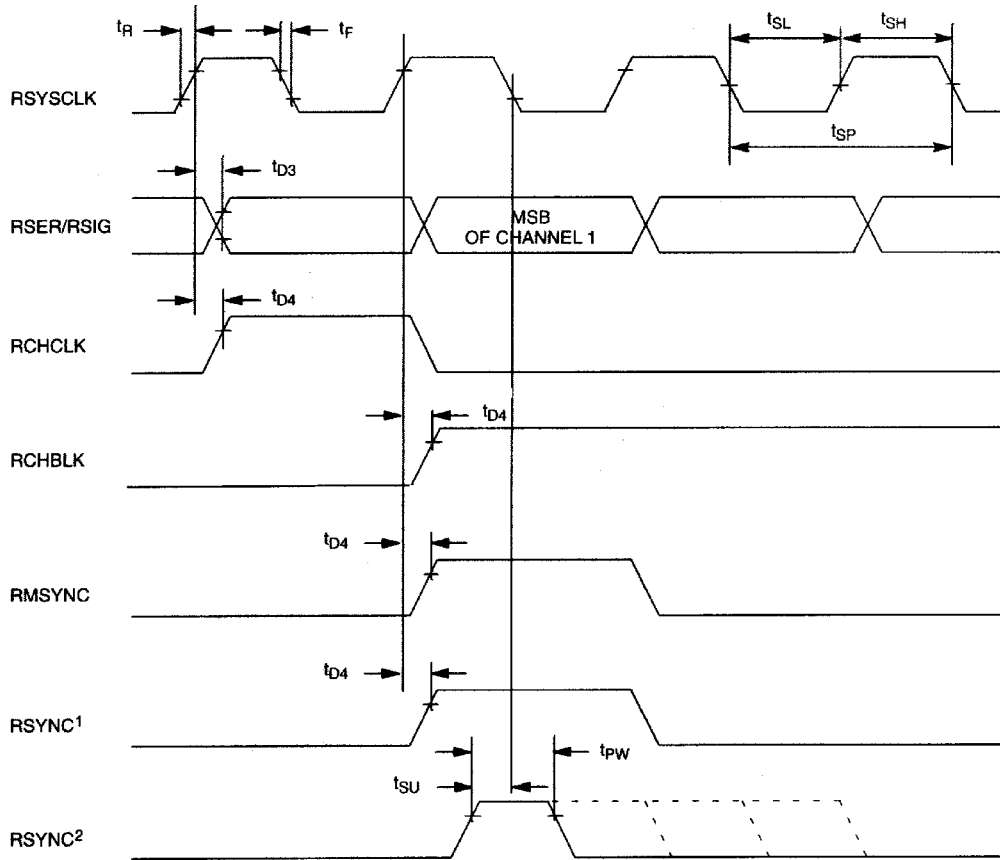 tR
tF
tSL
tSH
RSYSCLK
tSP
tD3
RSER/RSIG
MSB
OF CHANNEL 1
tD4
RCHCLK
tD4
RCHBLK
tD4
RMSYNC
tD4
RSYNC1
tPW
tSU
RSYNC2